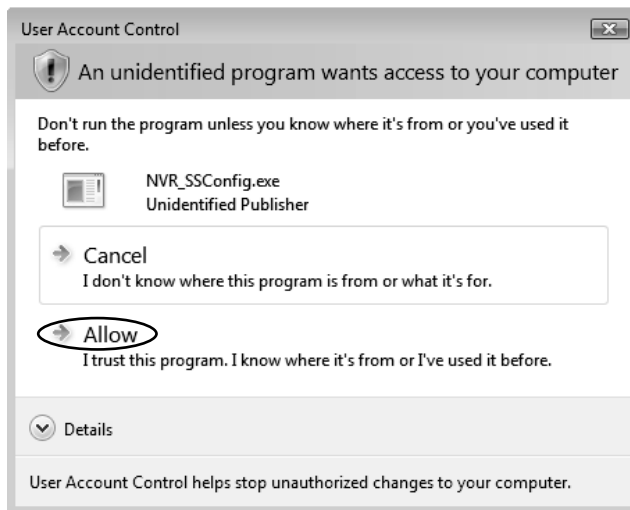 User Account Control
An unidentified program wants access to your computer
Don't run the program unless you know where it's from or you've used it
before.
NVR_SSConfig.exe
Unidentified Publisher
Cancel
I don't know where this program is from or what it's for.
Allow
I trust this program. I know where it's from or I've used it before.
Details
User Account Control helps stop unauthorized changes to your computer.